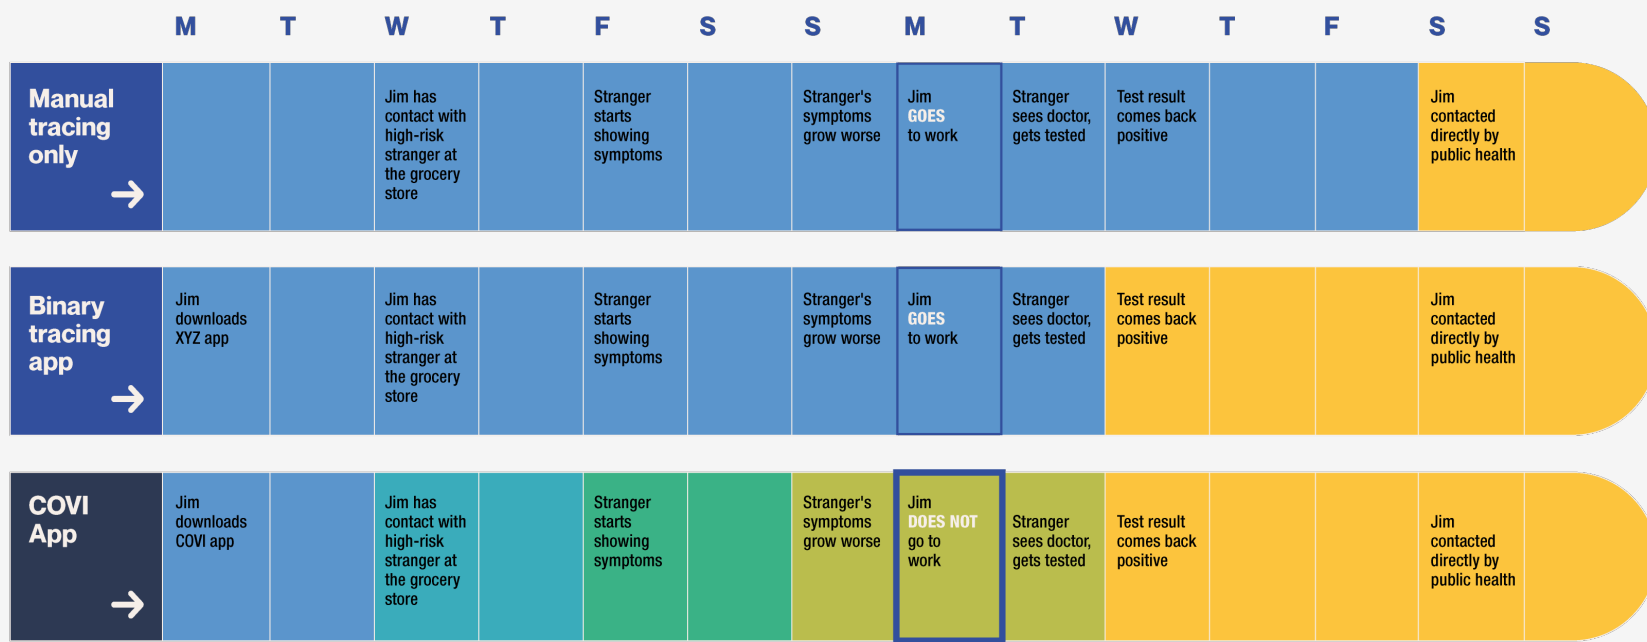 M T W T F S S M T W T F S S
Manual
tracing
only
Jim has
contact with
high-risk
stranger at
the grocery
store
Stranger
starts
showing
symptoms
Stranger's
symptoms
grow worse
Jim
GOES
to work
Stranger
sees doctor,
gets tested
Test result
comes back
positive
Jim
contacted
directly by
public health
Binary
tracing
app
Jim
downloads
XYZ app
Jim has
contact with
high-risk
stranger at
the grocery
store
Stranger
starts
showing
symptoms
Stranger's
symptoms
grow worse
Jim
GOES
to work
Stranger
sees doctor,
gets tested
Test result
comes back
positive
Jim
contacted
directly by
public health
COVI
App
Jim
downloads
COVI app
Jim has
contact with
high-risk
stranger at
the grocery
store
Stranger
starts
showing
symptoms
Stranger's
symptoms
grow worse
Jim
DOES NOT
go to
work
Stranger
sees doctor,
gets tested
Test result
comes back
positive
Jim
contacted
directly by
public health